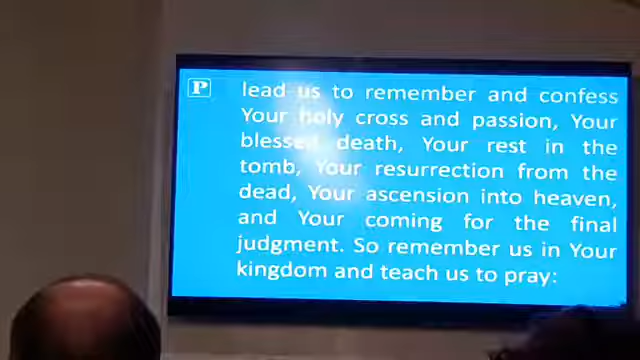 P lead us to remember and confess
Your holy cross and passion, Your
blessed death, Your rest in the
tomb, Your resurrection from the
dead, Your ascension into heaven,
and Your coming for the final
judgment. So remember us in Your
kingdom and teach us to pray: